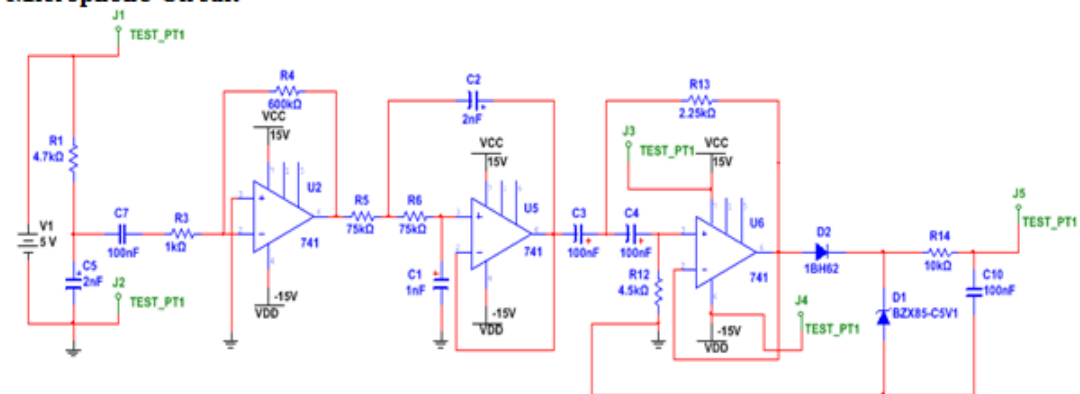 J1
TEST_PT1
R1
4.7kΩ
V1
5 V
C5
2nF
J2
TEST_PT1
C7
100nF
R3
1kΩ
R4
600kΩ
VCC
15V
U2
741
-15V
VDD
R5
75kΩ
R6
75kΩ
C2
2nF
C1
1nF
VCC
15V
U5
741
-15V
VDD
C3
100nF
C4
100nF
R13
2.25kΩ
J3
TEST_PT1
VCC
15V
U6
741
R12
4.5kΩ
-15V
VDD
J4
TEST_PT1
D2
1BH62
D1
BZX85-C5V1
R14
10kΩ
C10
100nF
J5
TEST_PT1